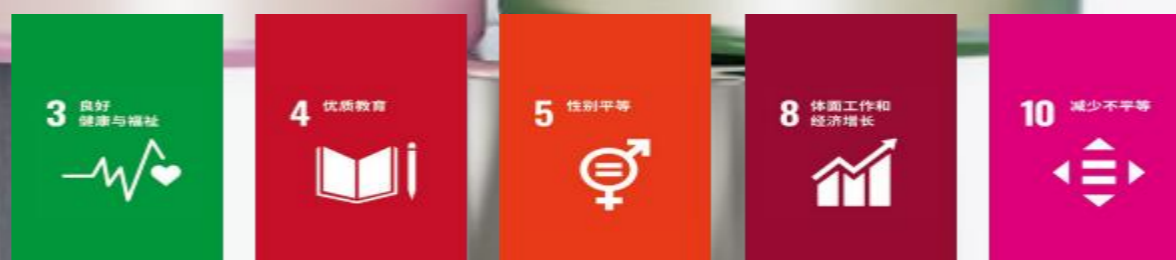 3 良好
健康与福祉
4 优质教育
5 性别平等
8 体面工作和
经济增长
10 减少不平等